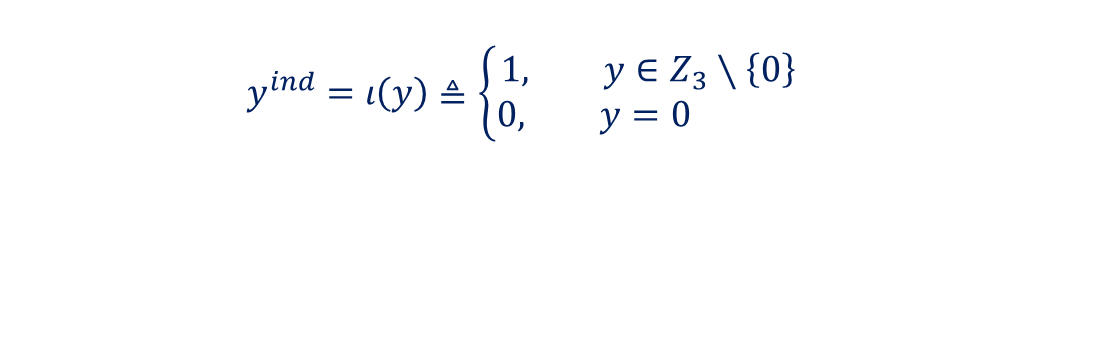 y^{ind} = ι(y) ≜ { 1, y ∈ Z_3 \ {0}
0, y = 0